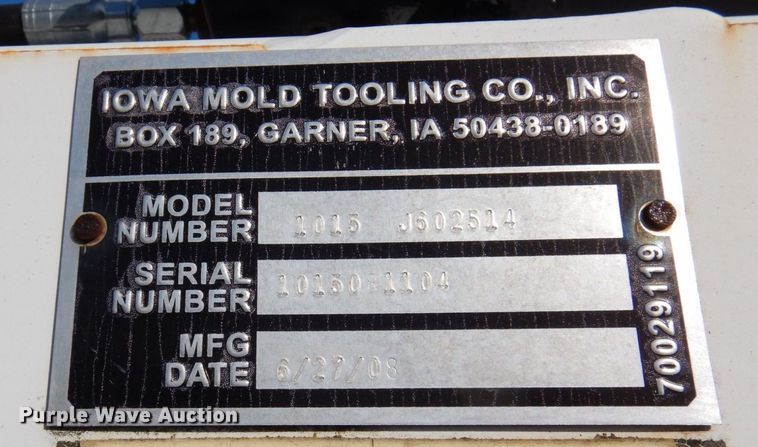 IOWA MOLD TOOLING CO., INC.
BOX 189, GARNER, IA 50438-0189
MODEL NUMBER 1015 J602514
SERIAL NUMBER
MFG DATE 6/27/08
70029119
Purple Wave Auction